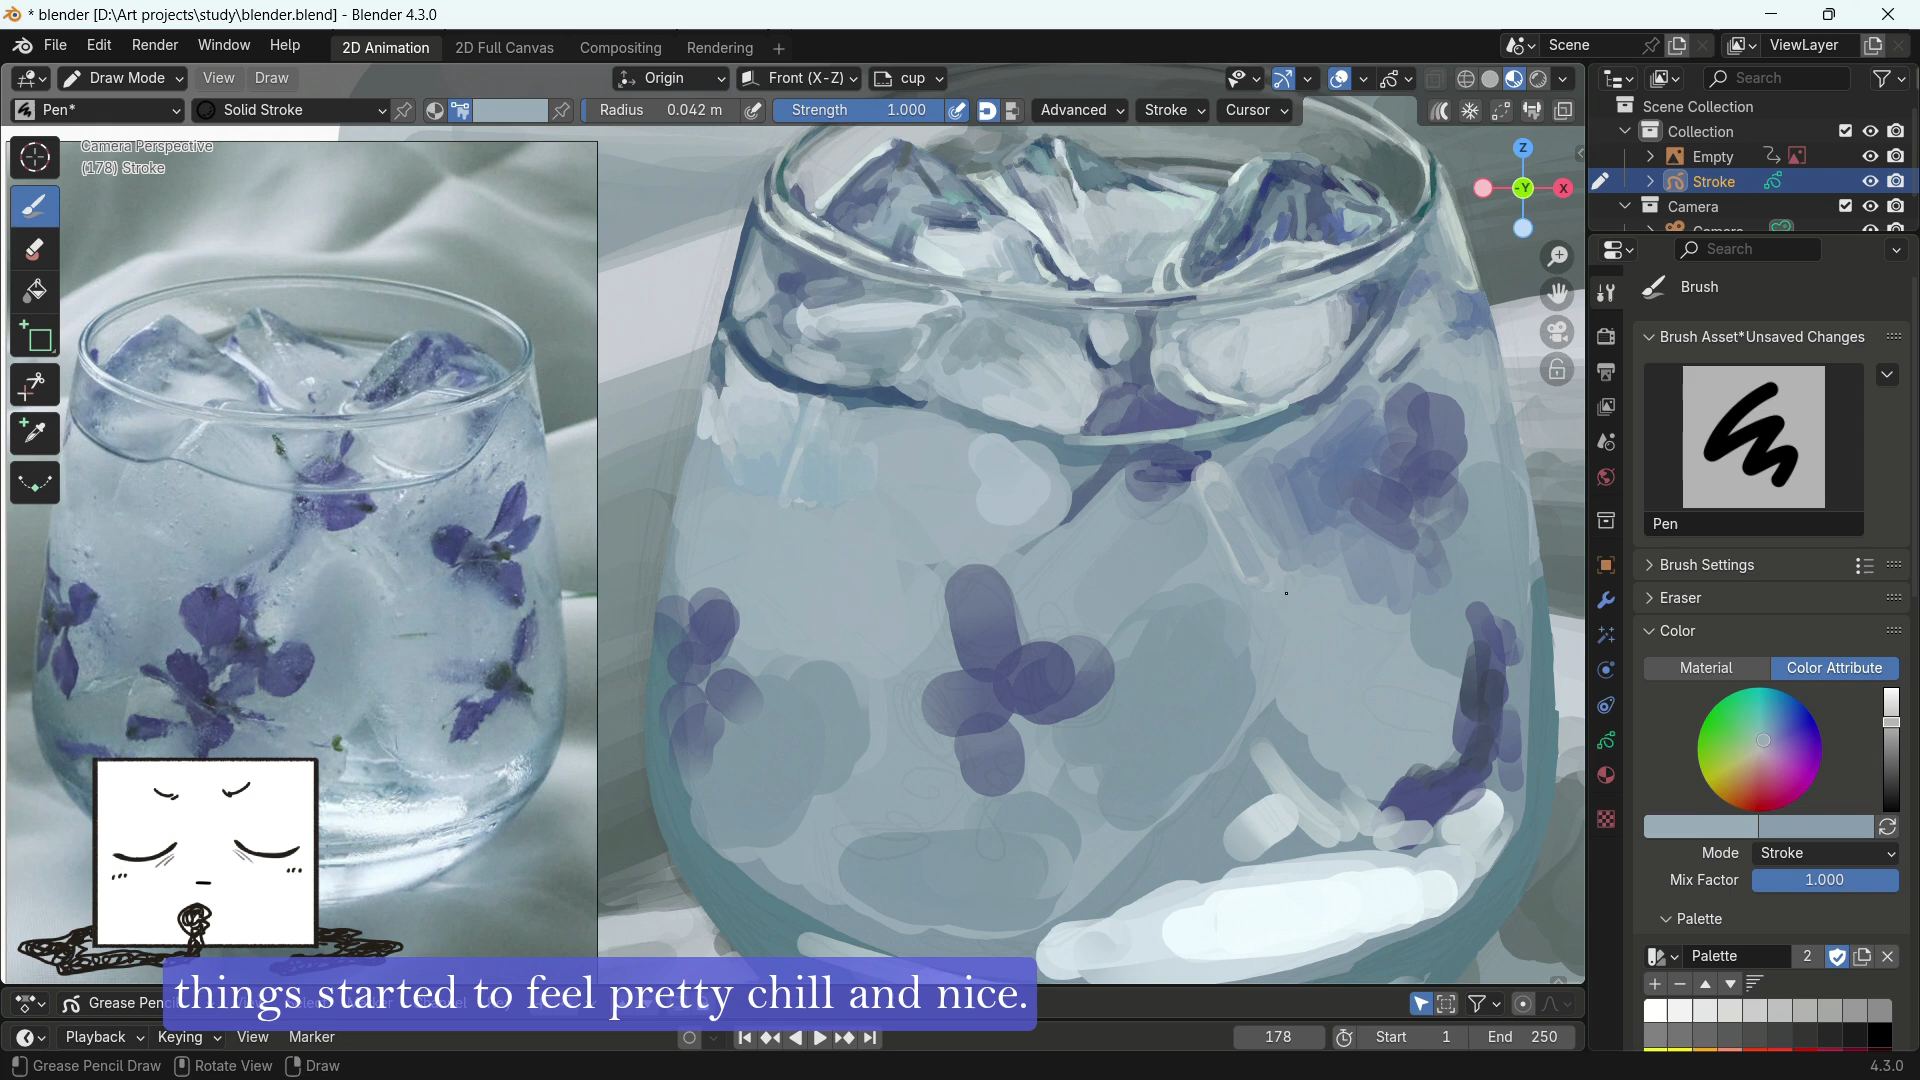 * blender [D:\Art projects\study\blender.blend] - Blender 4.3.0
File Edit Render Window Help 2D Animation 2D Full Canvas Compositing Rendering + Scene ViewLayer
Draw Mode View Draw Origin Front (X-Z) cup Search
Pen* Solid Stroke Radius 0.042 m Strength 1.000 Advanced Stroke Cursor
Scene Collection
Collection
Empty
Stroke
Camera
Camera Perspective
(178) Stroke
Z
-Y X
Search
Brush
Brush Asset*Unsaved Changes
Pen
Brush Settings
Eraser
Color
Material Color Attribute
Mode Stroke
Mix Factor 1.000
Palette
Palette 2
things started to feel pretty chill and nice.
Playback Keying View Marker 178 Start 1 End 250
Grease Pencil Draw Rotate View Draw 4.3.0